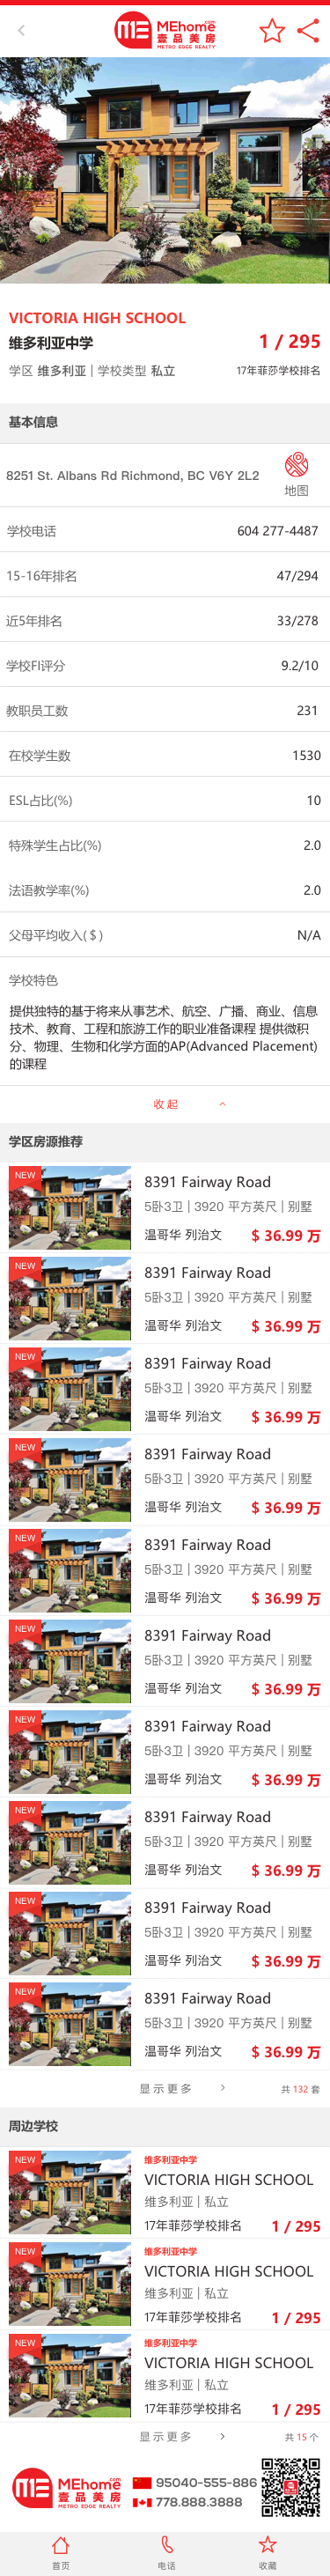 MEhome.com
壹品美房
METRO EDGE REALTY
VICTORIA HIGH SCHOOL
维多利亚中学
1 / 295
学区 维多利亚 | 学校类型 私立
17年菲莎学校排名
基本信息
8251 St. Albans Rd Richmond, BC V6Y 2L2
地图
学校电话 604 277-4487
15-16年排名 47/294
近5年排名 33/278
学校FI评分 9.2/10
教职员工数 231
在校学生数 1530
ESL占比(%) 10
特殊学生占比(%) 2.0
法语教学率(%) 2.0
父母平均收入( $ ) N/A
学校特色
提供独特的基于将来从事艺术、航空、广播、商业、信息
技术、教育、工程和旅游工作的职业准备课程 提供微积
分、物理、生物和化学方面的AP(Advanced Placement)
的课程
收起
学区房源推荐
NEW
8391 Fairway Road
5卧3卫 | 3920 平方英尺 | 别墅
温哥华 列治文 $ 36.99 万
NEW
8391 Fairway Road
5卧3卫 | 3920 平方英尺 | 别墅
温哥华 列治文 $ 36.99 万
NEW
8391 Fairway Road
5卧3卫 | 3920 平方英尺 | 别墅
温哥华 列治文 $ 36.99 万
NEW
8391 Fairway Road
5卧3卫 | 3920 平方英尺 | 别墅
温哥华 列治文 $ 36.99 万
NEW
8391 Fairway Road
5卧3卫 | 3920 平方英尺 | 别墅
温哥华 列治文 $ 36.99 万
NEW
8391 Fairway Road
5卧3卫 | 3920 平方英尺 | 别墅
温哥华 列治文 $ 36.99 万
NEW
8391 Fairway Road
5卧3卫 | 3920 平方英尺 | 别墅
温哥华 列治文 $ 36.99 万
NEW
8391 Fairway Road
5卧3卫 | 3920 平方英尺 | 别墅
温哥华 列治文 $ 36.99 万
NEW
8391 Fairway Road
5卧3卫 | 3920 平方英尺 | 别墅
温哥华 列治文 $ 36.99 万
NEW
8391 Fairway Road
5卧3卫 | 3920 平方英尺 | 别墅
温哥华 列治文 $ 36.99 万
显示更多 共 132 套
周边学校
NEW
维多利亚中学
VICTORIA HIGH SCHOOL
维多利亚 | 私立
17年菲莎学校排名 1 / 295
NEW
维多利亚中学
VICTORIA HIGH SCHOOL
维多利亚 | 私立
17年菲莎学校排名 1 / 295
NEW
维多利亚中学
VICTORIA HIGH SCHOOL
维多利亚 | 私立
17年菲莎学校排名 1 / 295
显示更多 共 15 个
MEhome.com
壹品美房
METRO EDGE REALTY
95040-555-886
778.888.3888
首页 电话 收藏